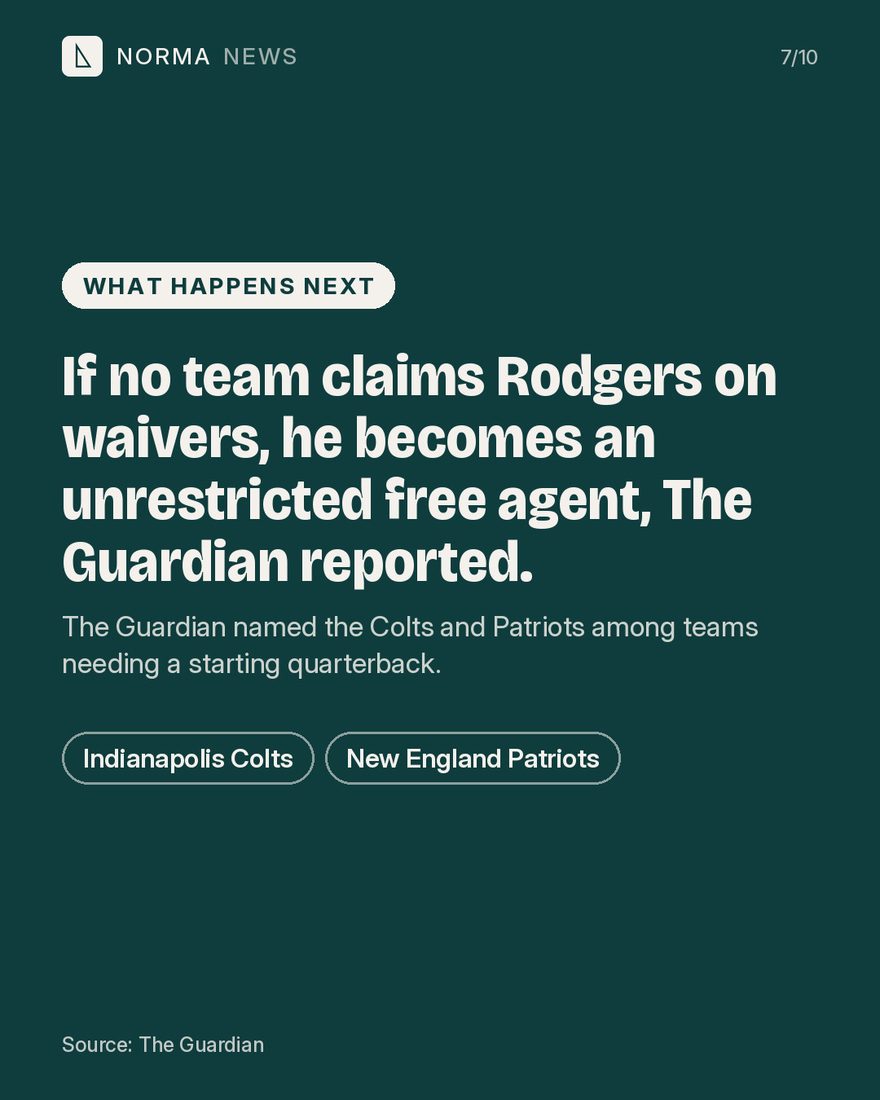 NORMA NEWS
7/10
WHAT HAPPENS NEXT
If no team claims Rodgers on
waivers, he becomes an
unrestricted free agent, The
Guardian reported.
The Guardian named the Colts and Patriots among teams
needing a starting quarterback.
Indianapolis Colts
New England Patriots
Source: The Guardian